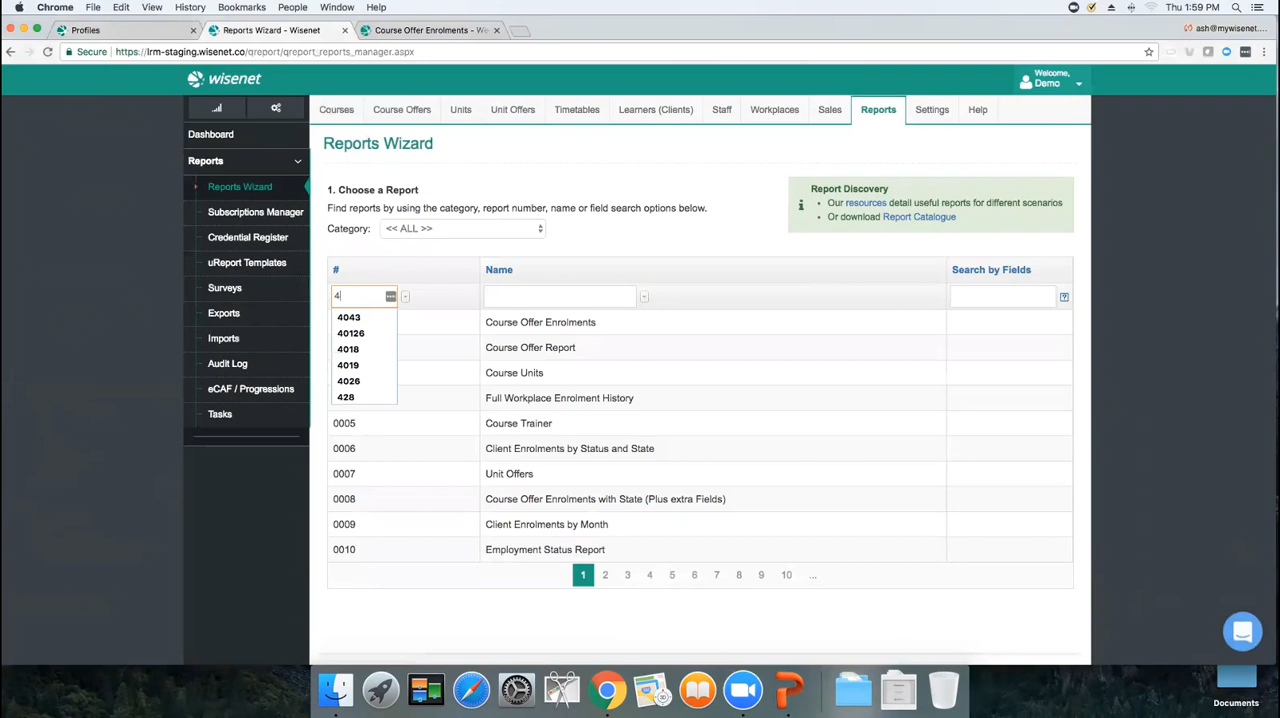 Chrome File Edit View History Bookmarks People Window Help Thu 1:59 PM
Profiles Reports Wizard - Wisenet Course Offer Enrolments - We ash@mywisenet....
Secure https://lrm-staging.wisenet.co/qreport/qreport_reports_manager.aspx
wisenet
Welcome,
Demo
Courses Course Offers Units Unit Offers Timetables Learners (Clients) Staff Workplaces Sales Reports Settings Help
Dashboard
Reports
Reports Wizard
Subscriptions Manager
Credential Register
uReport Templates
Surveys
Exports
Imports
Audit Log
eCAF / Progressions
Tasks
Reports Wizard
1. Choose a Report
Find reports by using the category, report number, name or field search options below.
Category: << ALL >>
Report Discovery
Our resources detail useful reports for different scenarios
Or download Report Catalogue
# Name Search by Fields
4
4043
40126
4018
4019
4026
428
Course Offer Enrolments
Course Offer Report
Course Units
Full Workplace Enrolment History
0005 Course Trainer
0006 Client Enrolments by Status and State
0007 Unit Offers
0008 Course Offer Enrolments with State (Plus extra Fields)
0009 Client Enrolments by Month
0010 Employment Status Report
1 2 3 4 5 6 7 8 9 10 ...
Documents